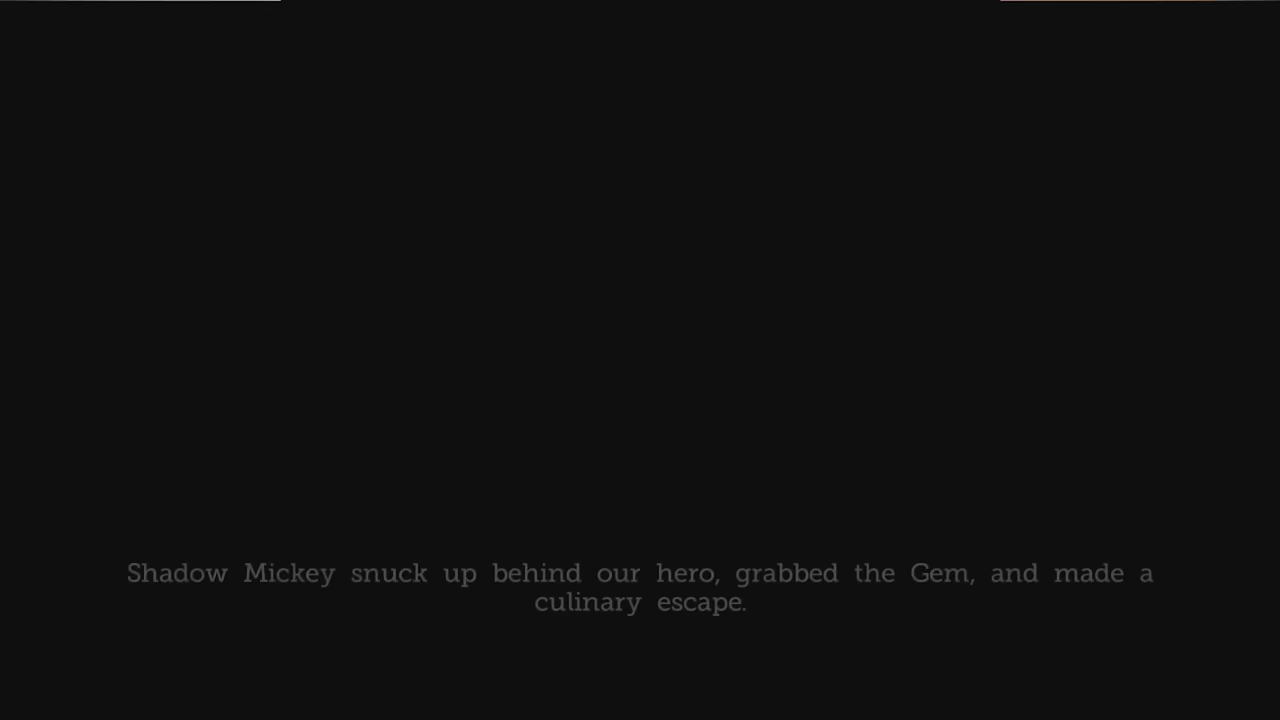 Shadow Mickey snuck up behind our hero, grabbed the Gem, and made a
culinary escape.